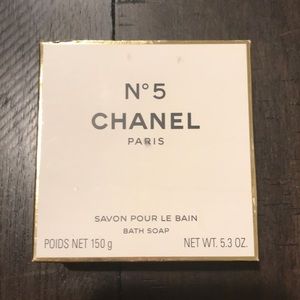 N°5
CHANEL
PARIS
SAVON POUR LE BAIN
BATH SOAP
POIDS NET 150 g NET WT. 5.3 OZ.